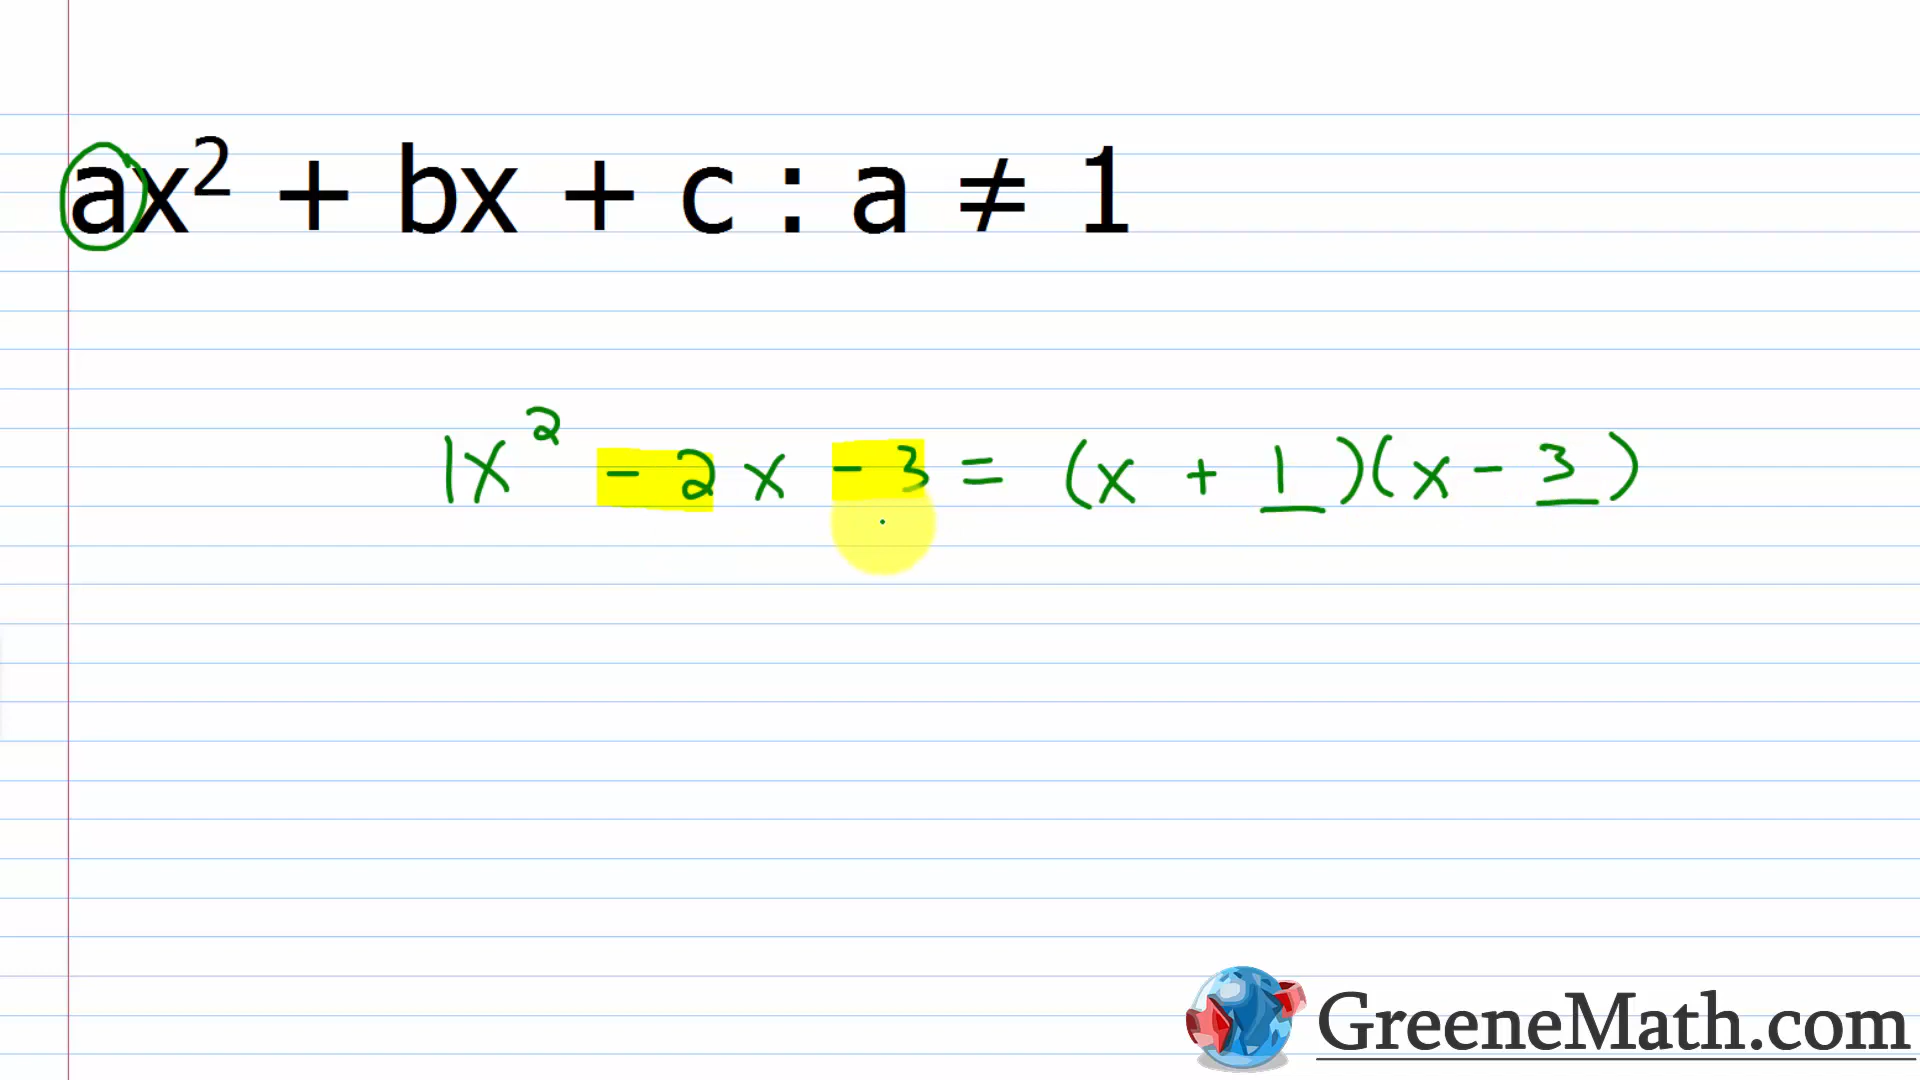 ax² + bx + c : a ≠ 1
1x² - 2x - 3 = (x + 1)(x - 3)
GreeneMath.com